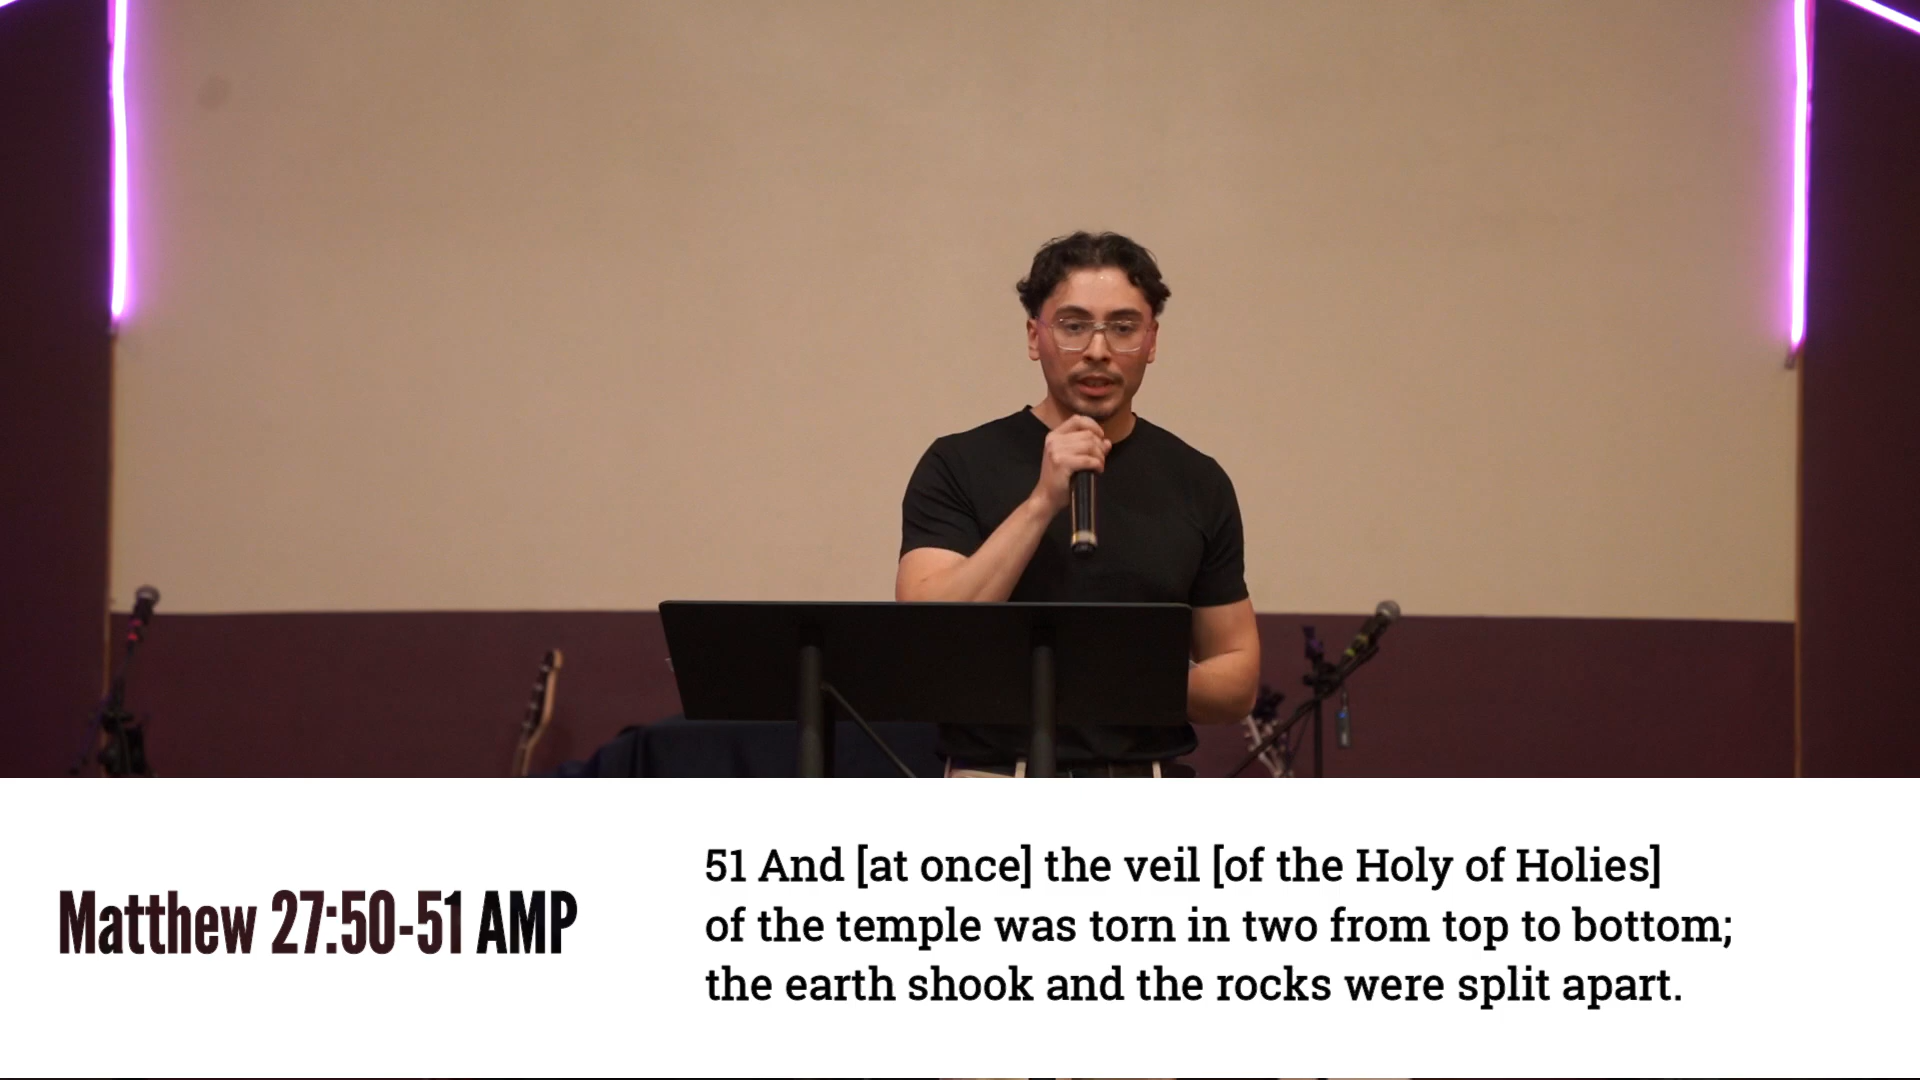 Matthew 27:50-51 AMP
51 And [at once] the veil [of the Holy of Holies]
of the temple was torn in two from top to bottom;
the earth shook and the rocks were split apart.